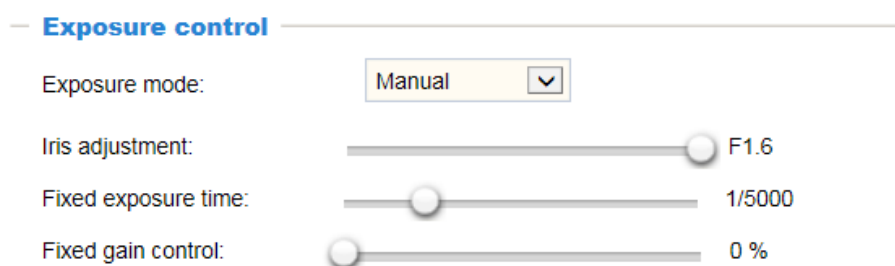 Exposure control
Exposure mode: Manual
Iris adjustment: F1.6
Fixed exposure time: 1/5000
Fixed gain control: 0 %